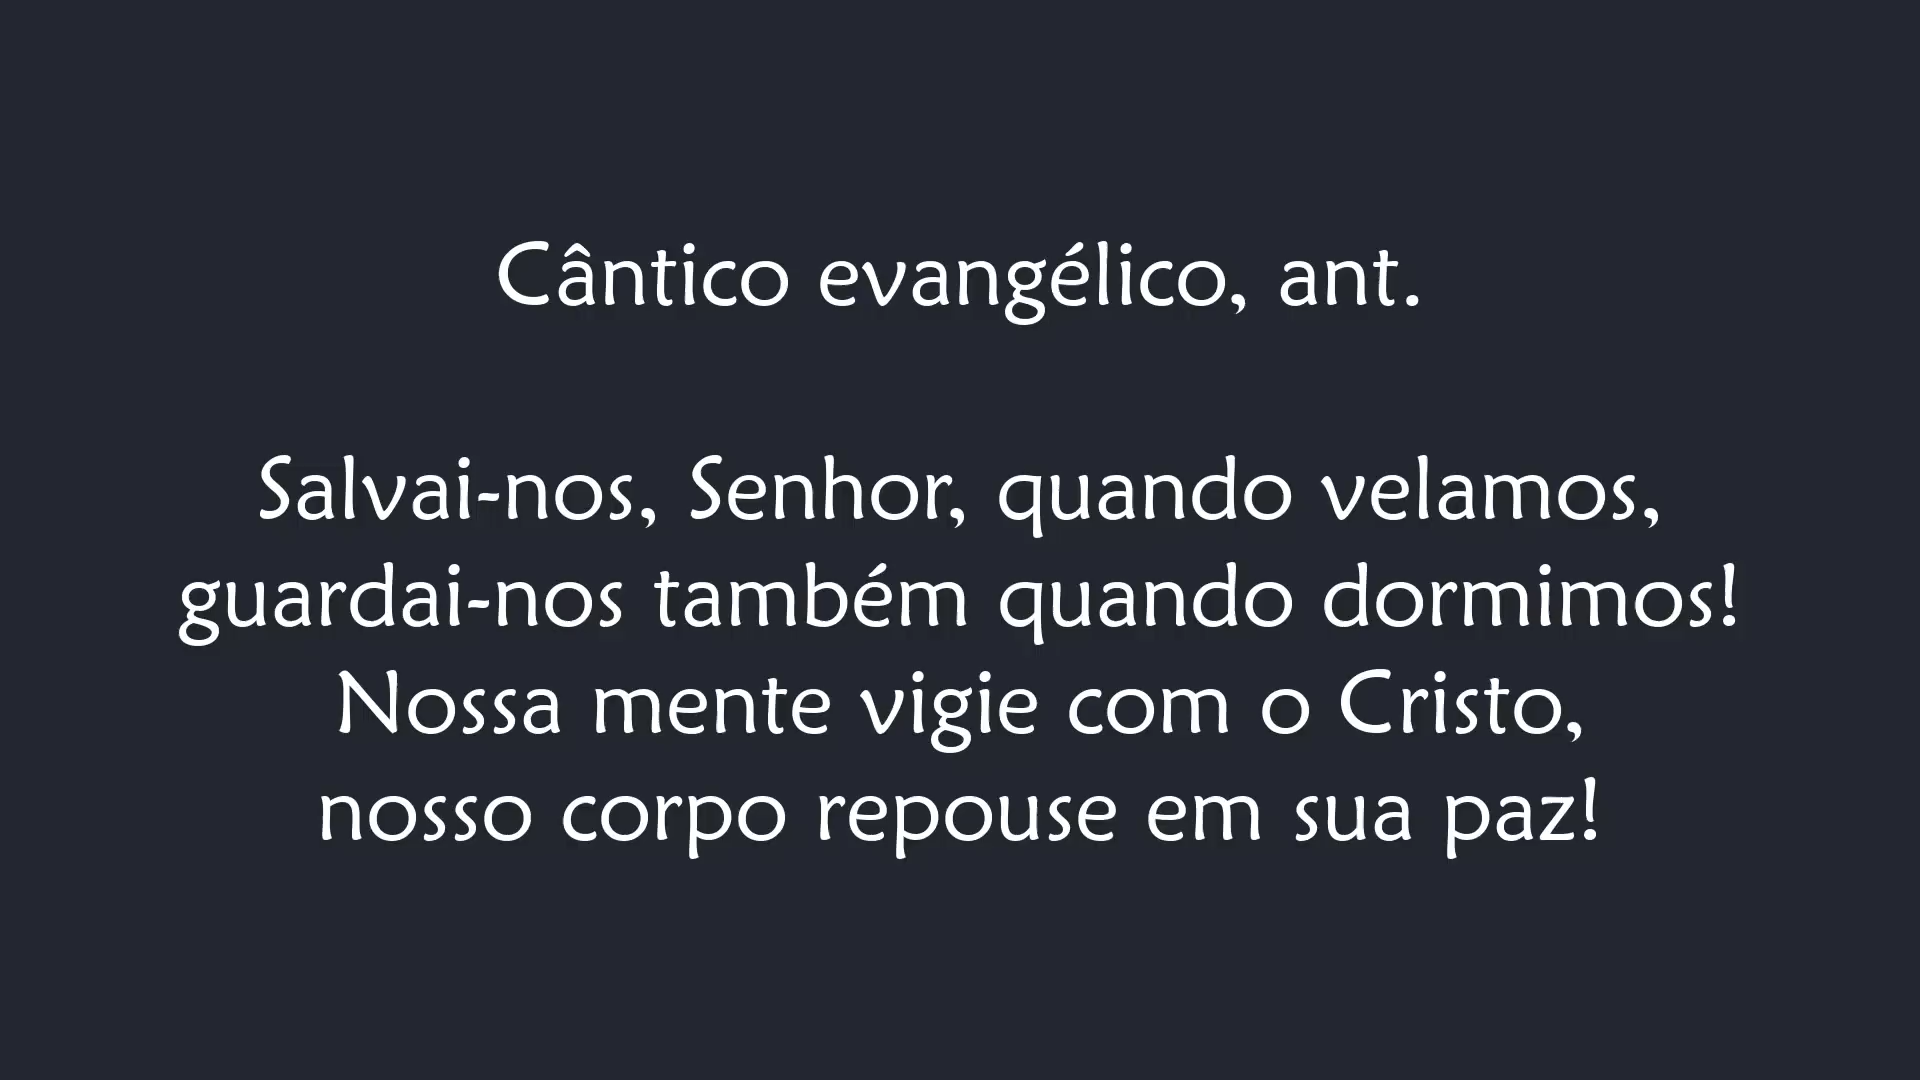 Cântico evangélico, ant.
Salvai-nos, Senhor, quando velamos,
guardai-nos também quando dormimos!
Nossa mente vigie com o Cristo,
nosso corpo repouse em sua paz!